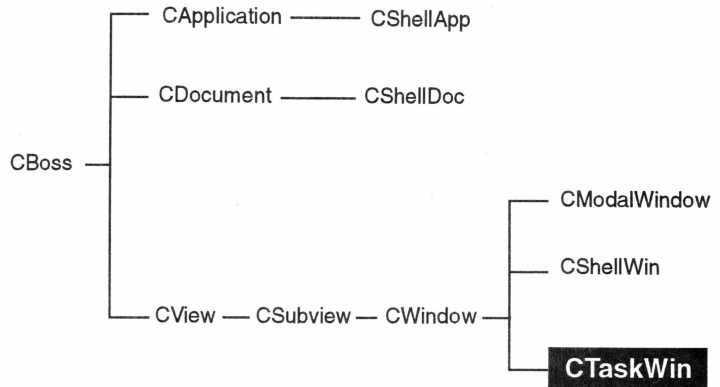 CApplication CShellApp
CDocument CShellDoc
CBoss
CModalWindow
CShellWin
CView CSubview CWindow
CTaskWin